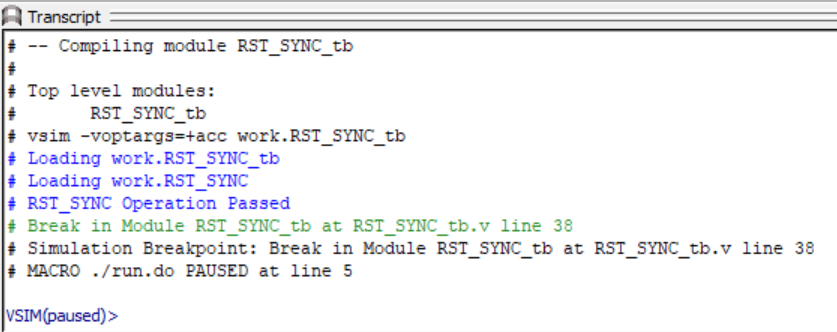 Transcript
# -- Compiling module RST_SYNC_tb
#
# Top level modules:
#       RST_SYNC_tb
# vsim -voptargs=+acc work.RST_SYNC_tb
# Loading work.RST_SYNC_tb
# Loading work.RST_SYNC
# RST_SYNC Operation Passed
# Break in Module RST_SYNC_tb at RST_SYNC_tb.v line 38
# Simulation Breakpoint: Break in Module RST_SYNC_tb at RST_SYNC_tb.v line 38
# MACRO ./run.do PAUSED at line 5
VSIM(paused)>